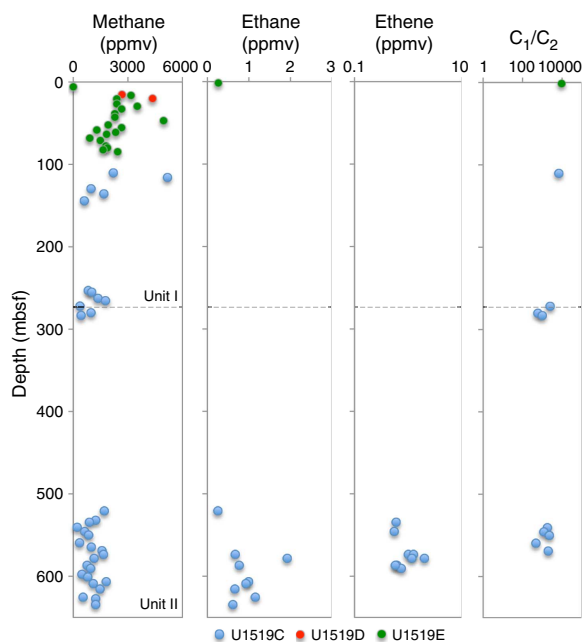 Methane Ethane Ethene C1/C2
(ppmv) (ppmv) (ppmv)
0 3000 6000 0 1 2 3 0.1 10 1 100 10000
Depth (mbsf)
0
100
200
Unit I
300
400
500
600
Unit II
U1519C U1519D U1519E